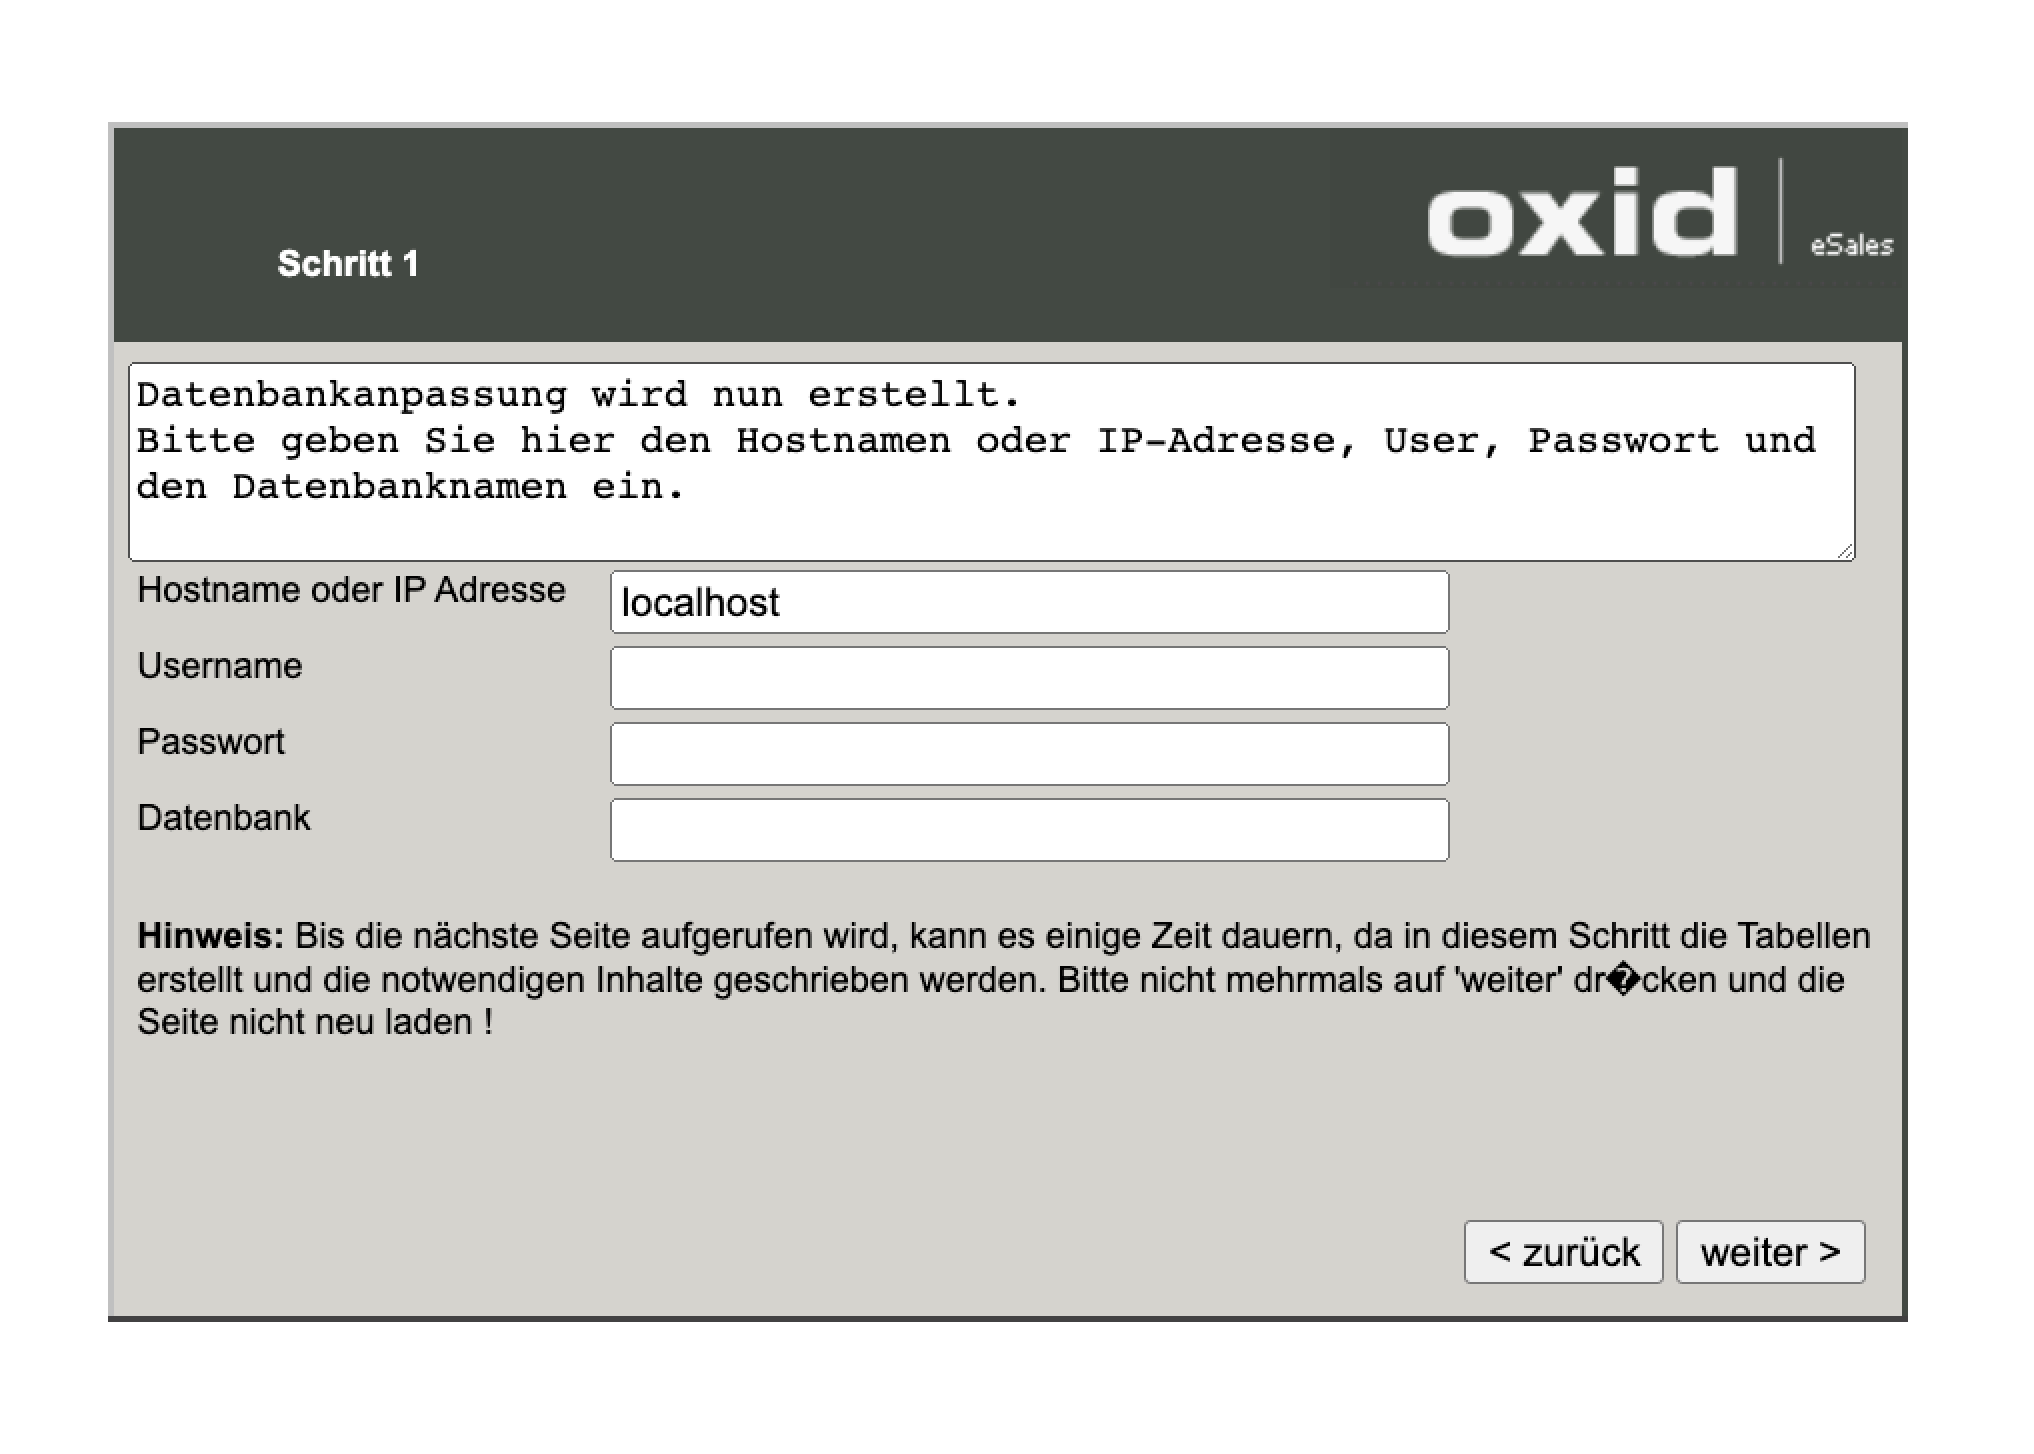 Schritt 1
oxid
eSales
Datenbankanpassung wird nun erstellt.
Bitte geben Sie hier den Hostnamen oder IP-Adresse, User, Passwort und
den Datenbanknamen ein.
Hostname oder IP Adresse
localhost
Username
Passwort
Datenbank
Hinweis: Bis die nächste Seite aufgerufen wird, kann es einige Zeit dauern, da in diesem Schritt die Tabellen
erstellt und die notwendigen Inhalte geschrieben werden. Bitte nicht mehrmals auf 'weiter' dr�cken und die
Seite nicht neu laden !
< zurück
weiter >